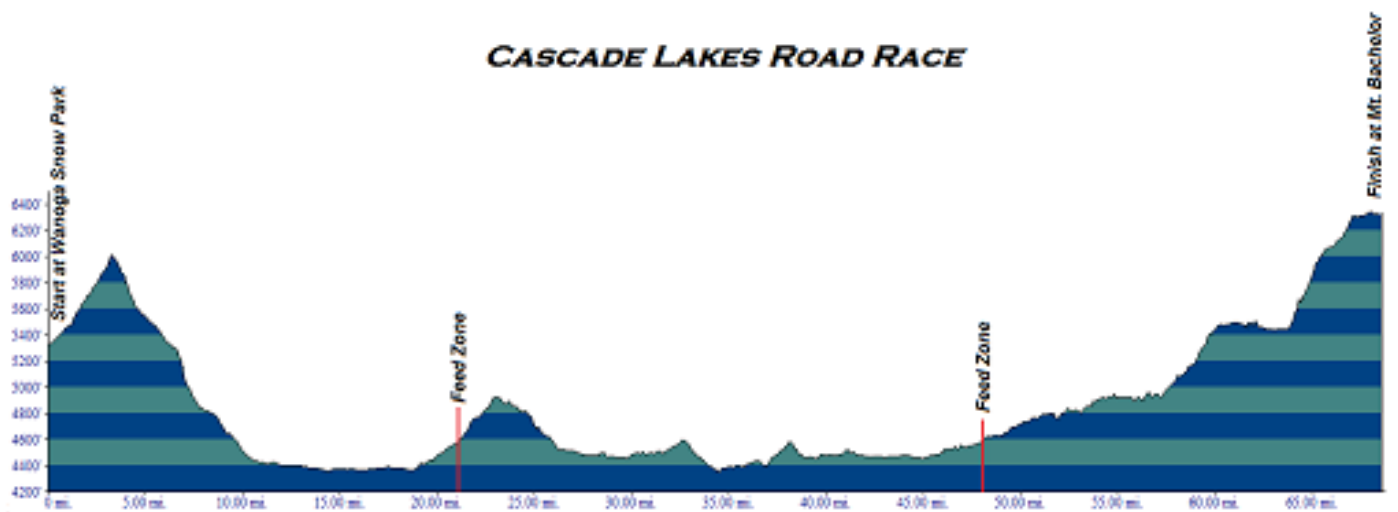 CASCADE LAKES ROAD RACE
Start at Wanoga Snow Park
Finish at Mt. Bachelor
Feed Zone
Feed Zone
6400'
6200'
6000'
5800'
5600'
5400'
5200'
5000'
4800'
4600'
4400'
4200'
0 mi. 5.00 mi. 10.00 mi. 15.00 mi. 20.00 mi. 25.00 mi. 30.00 mi. 35.00 mi. 40.00 mi. 45.00 mi. 50.00 mi. 55.00 mi. 60.00 mi. 65.00 mi.